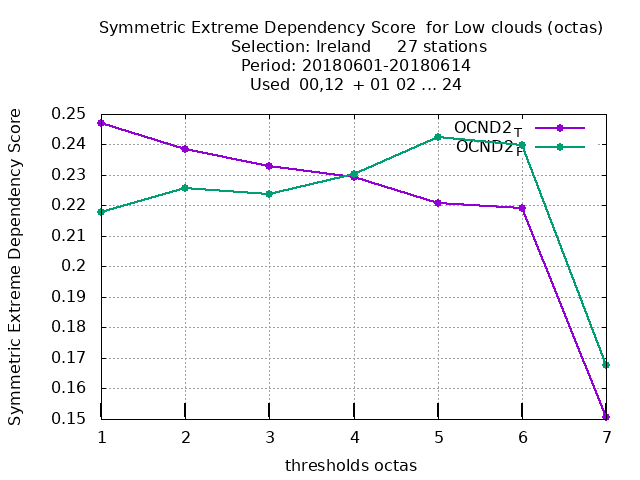 Symmetric Extreme Dependency Score  for Low clouds (octas)
Selection: Ireland     27 stations
Period: 20180601-20180614
Used  00,12  + 01 02 ... 24
Symmetric Extreme Dependency Score
0.25
0.24
0.23
0.22
0.21
0.2
0.19
0.18
0.17
0.16
0.15
OCND2_T
OCND2_F
1 2 3 4 5 6 7
thresholds octas